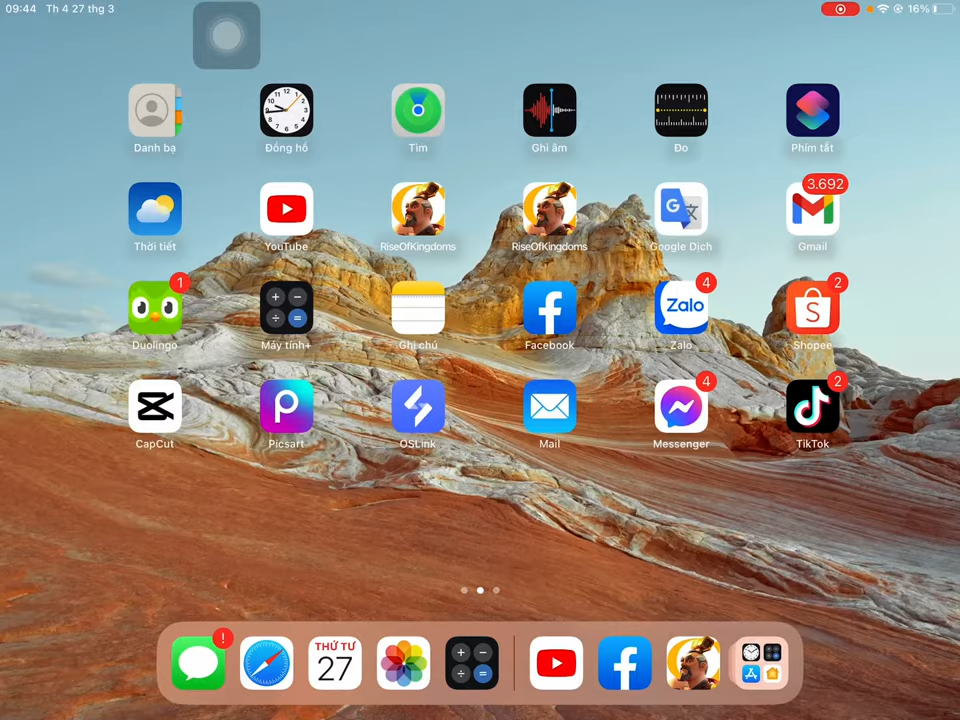 09:44 Th 4 27 thg 3
16%
Danh bạ
Đồng hồ
Tìm
Ghi âm
Đo
Phím tắt
3.692
Thời tiết
YouTube
RiseOfKingdoms
RiseOfKingdoms
Google Dịch
Gmail
1
4
2
Zalo
Duolingo
Máy tính+
Ghi chú
Facebook
Zalo
Shopee
4
2
CapCut
Picsart
OSLink
Mail
Messenger
TikTok
!
THỨ TƯ
27